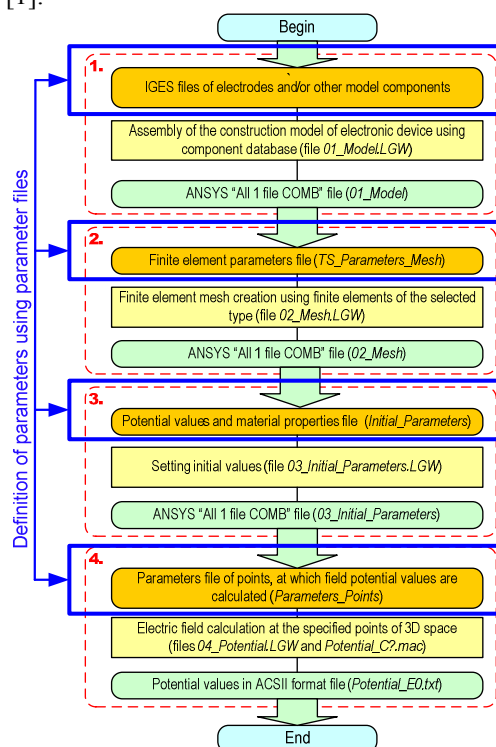 [1].
Begin
1.
IGES files of electrodes and/or other model components
Assembly of the construction model of electronic device using
component database (file 01_Model.LGW)
ANSYS “All 1 file COMB” file (01_Model)
2.
Finite element parameters file (TS_Parameters_Mesh)
Finite element mesh creation using finite elements of the selected
type (file 02_Mesh.LGW)
ANSYS “All 1 file COMB” file (02_Mesh)
3.
Potential values and material properties file (Initial_Parameters)
Setting initial values (file 03_Initial_Parameters.LGW)
ANSYS “All 1 file COMB” file (03_Initial_Parameters)
4.
Parameters file of points, at which field potential values are
calculated (Parameters_Points)
Electric field calculation at the specified points of 3D space
(files 04_Potential.LGW and Potential_C?.mac)
Potential values in ACSII format file (Potential_E0.txt)
End
Definition of parameters using parameter files